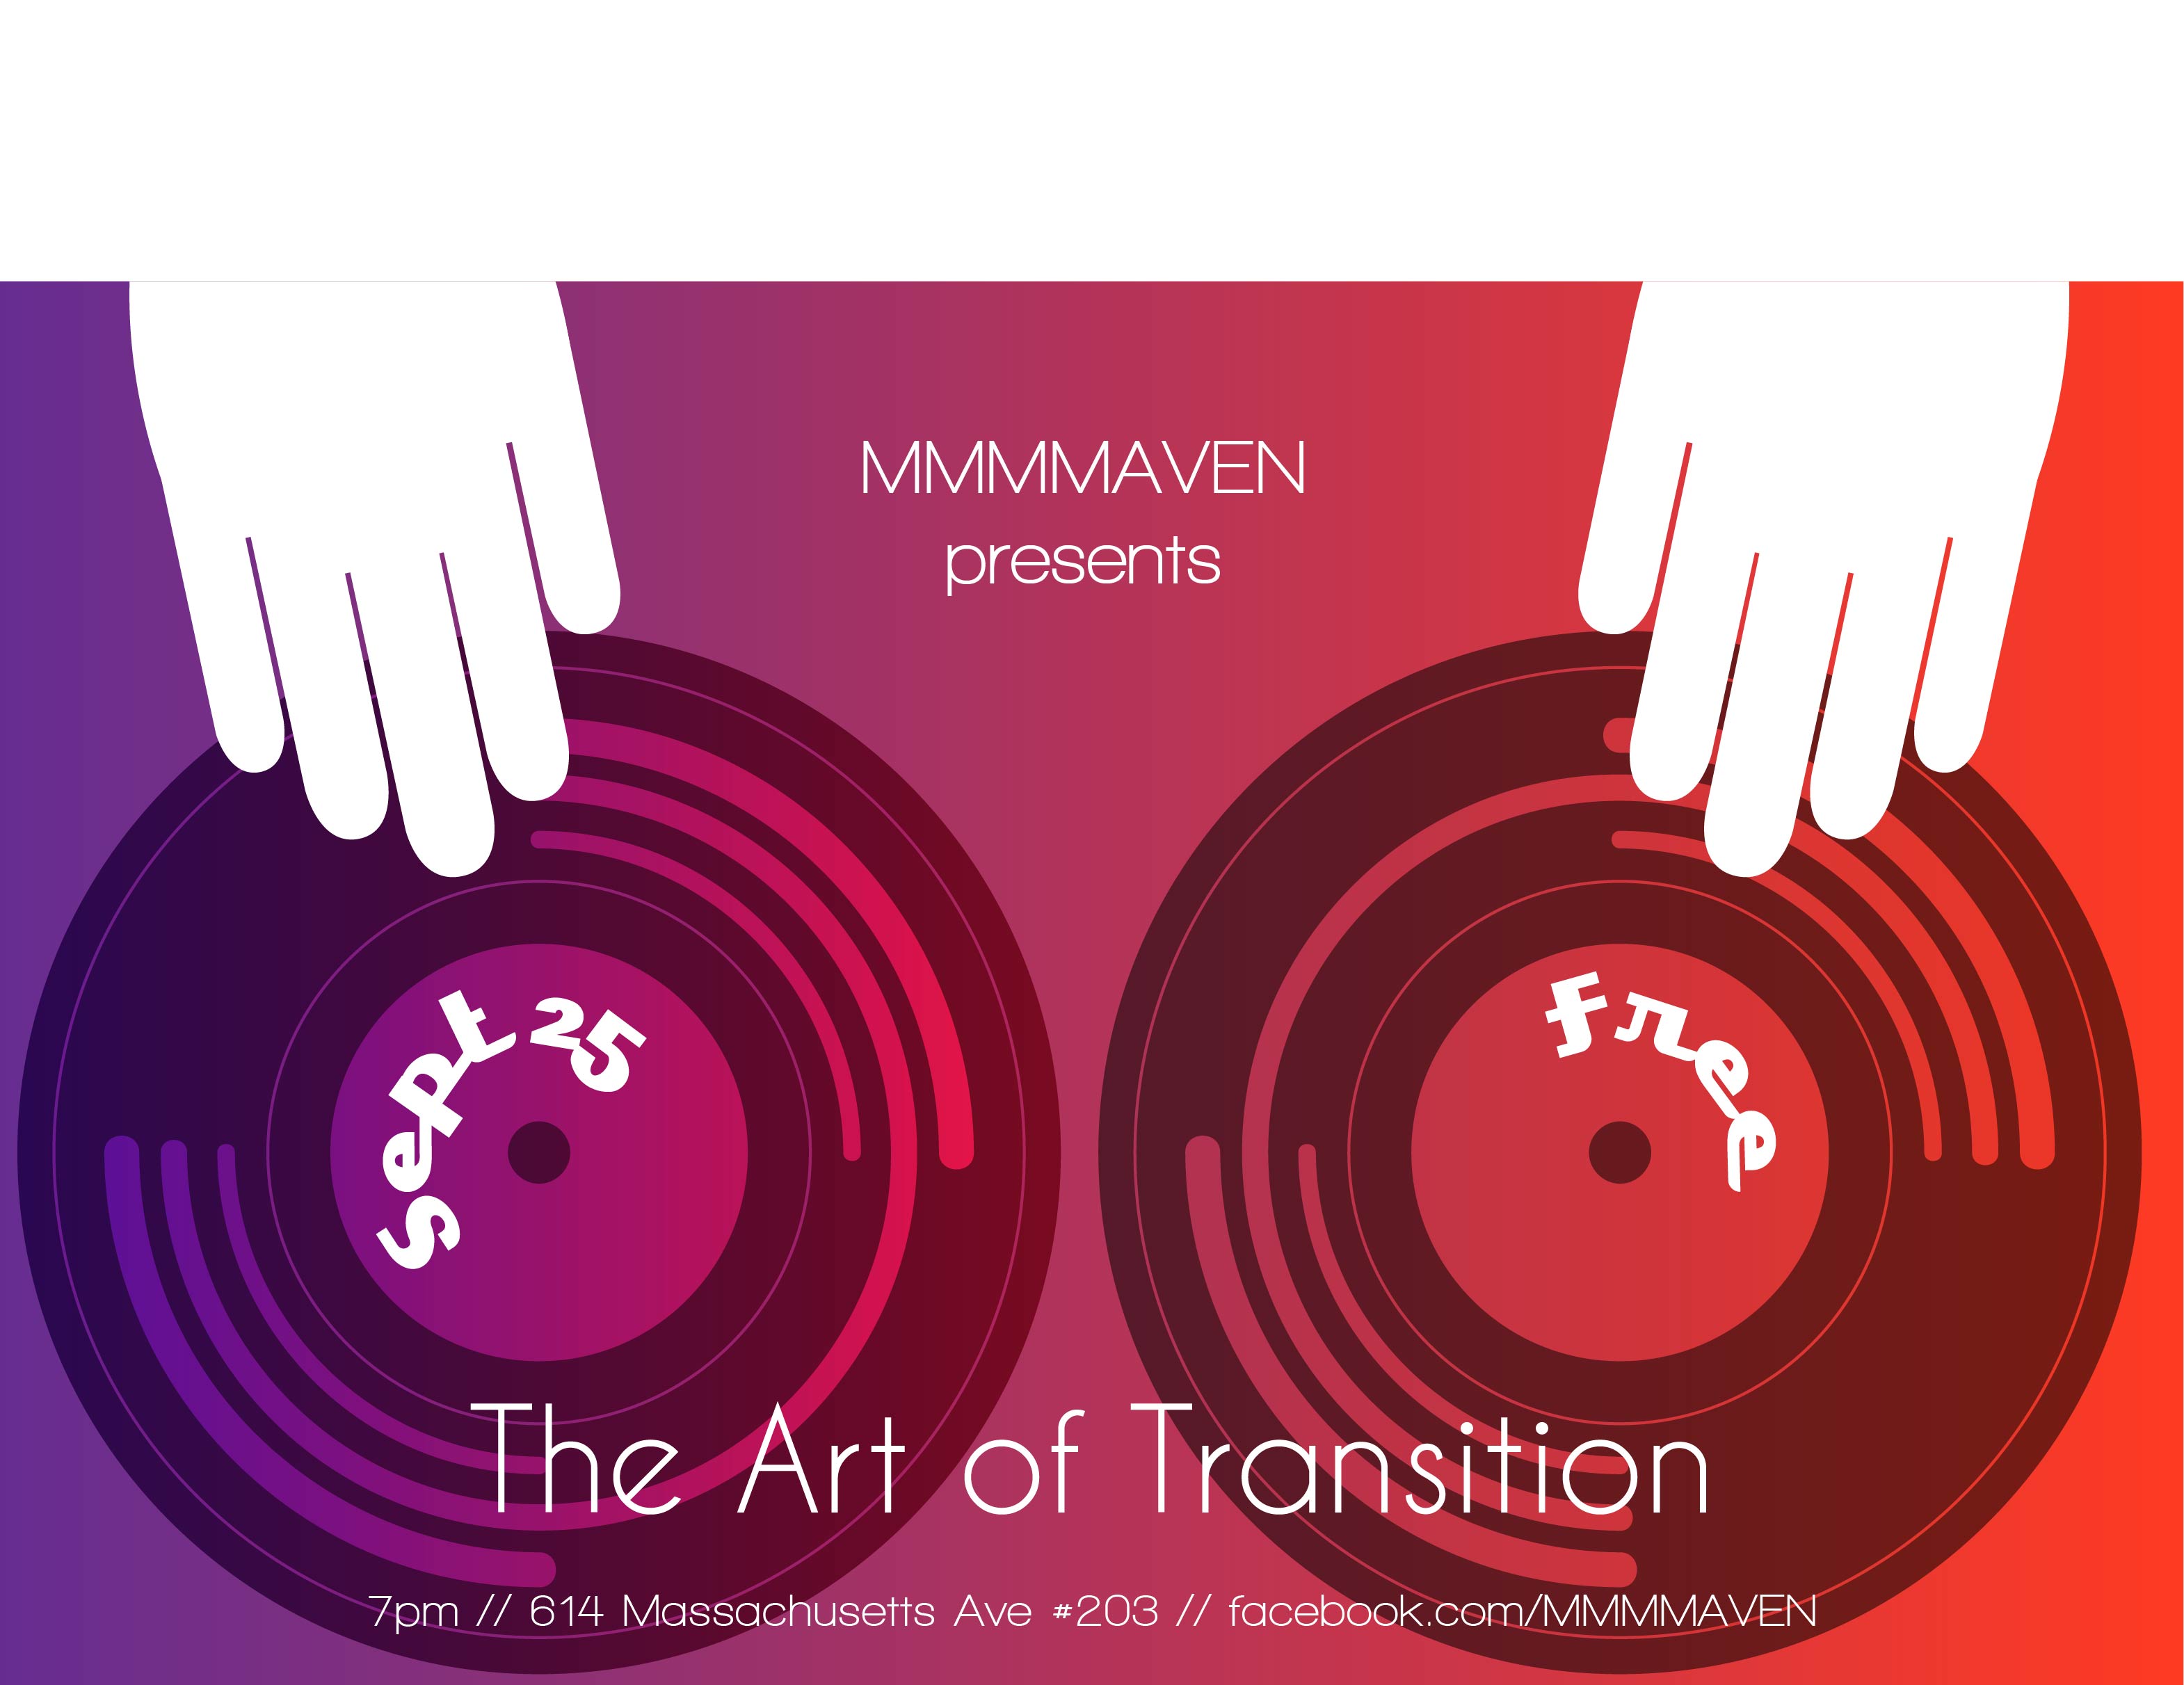 MMMMAVEN
presents
Sept 25
Free
The Art of Transition
7pm // 614 Massachusetts Ave #203 // facebook.com/MMMMAVEN